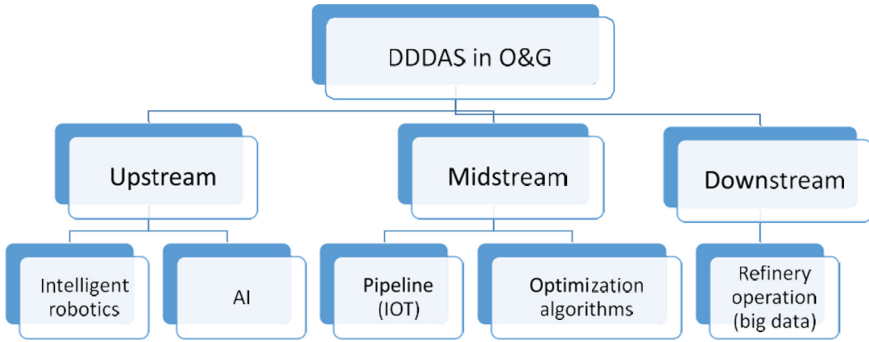 DDDAS in O&G
Upstream
Midstream
Downstream
Intelligent
robotics
AI
Pipeline
(IOT)
Optimization
algorithms
Refinery
operation
(big data)